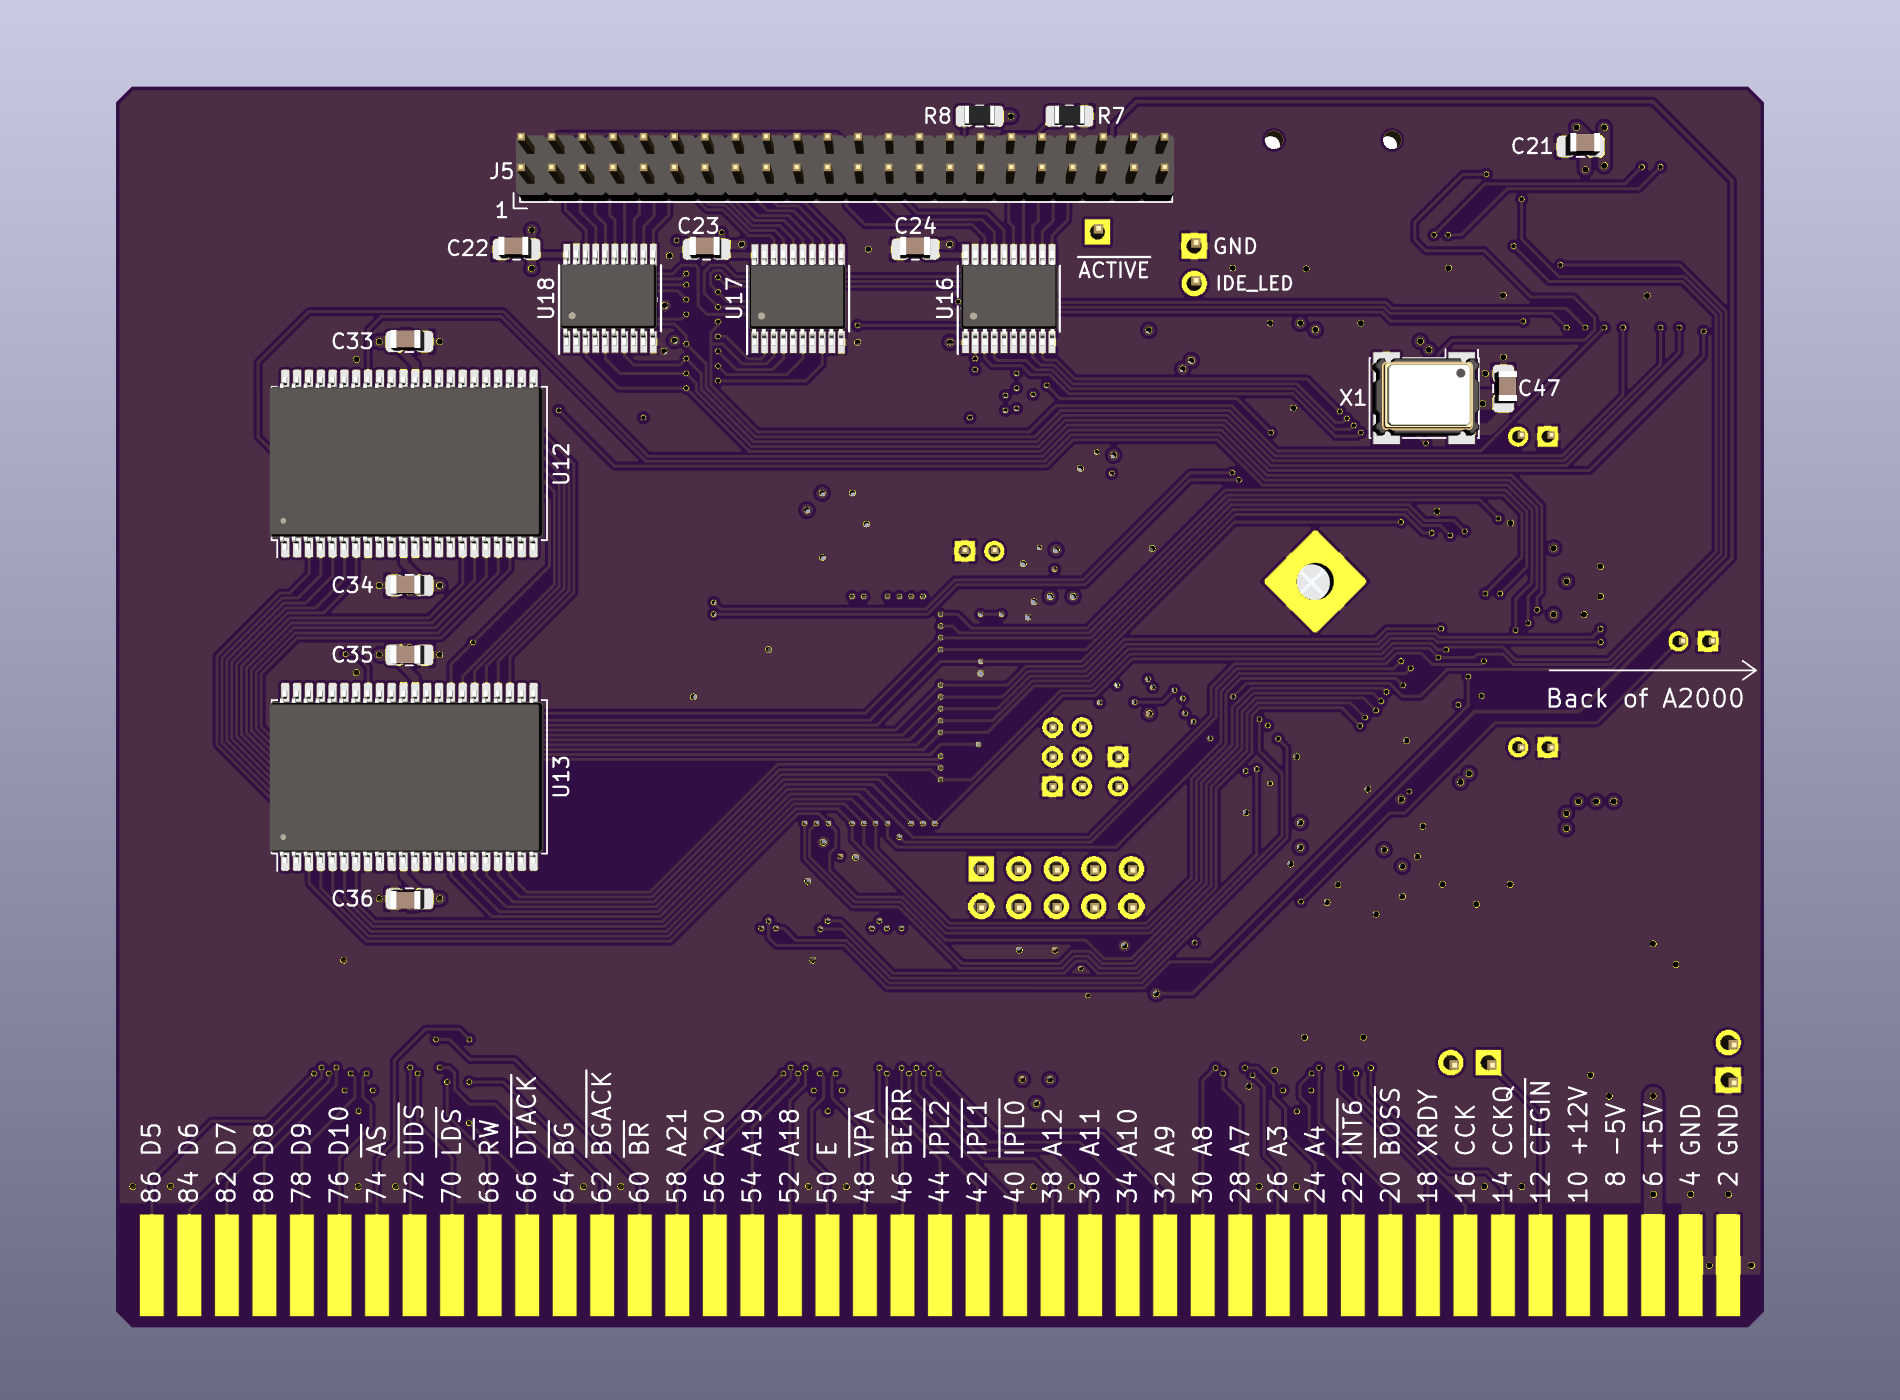 R8
R7
C21
J5
1
C22
C23
C24
GND
ACTIVE
IDE_LED
U18
U17
U16
C33
X1
C47
U12
C34
C35
Back of A2000
U13
C36
86 D5
84 D6
82 D7
80 D8
78 D9
76 D10
74 AS
72 UDS
70 LDS
68 RW
66 DTACK
64 BG
62 BGACK
60 BR
58 A21
56 A20
54 A19
52 A18
50 E
48 VPA
46 BERR
44 IPL2
42 IPL1
40 IPL0
38 A12
36 A11
34 A10
32 A9
30 A8
28 A7
26 A3
24 A4
22 INT6
20 BOSS
18 XRDY
16 CCK
14 CCKQ
12 CFGIN
10 +12V
8 -5V
6 +5V
4 GND
2 GND